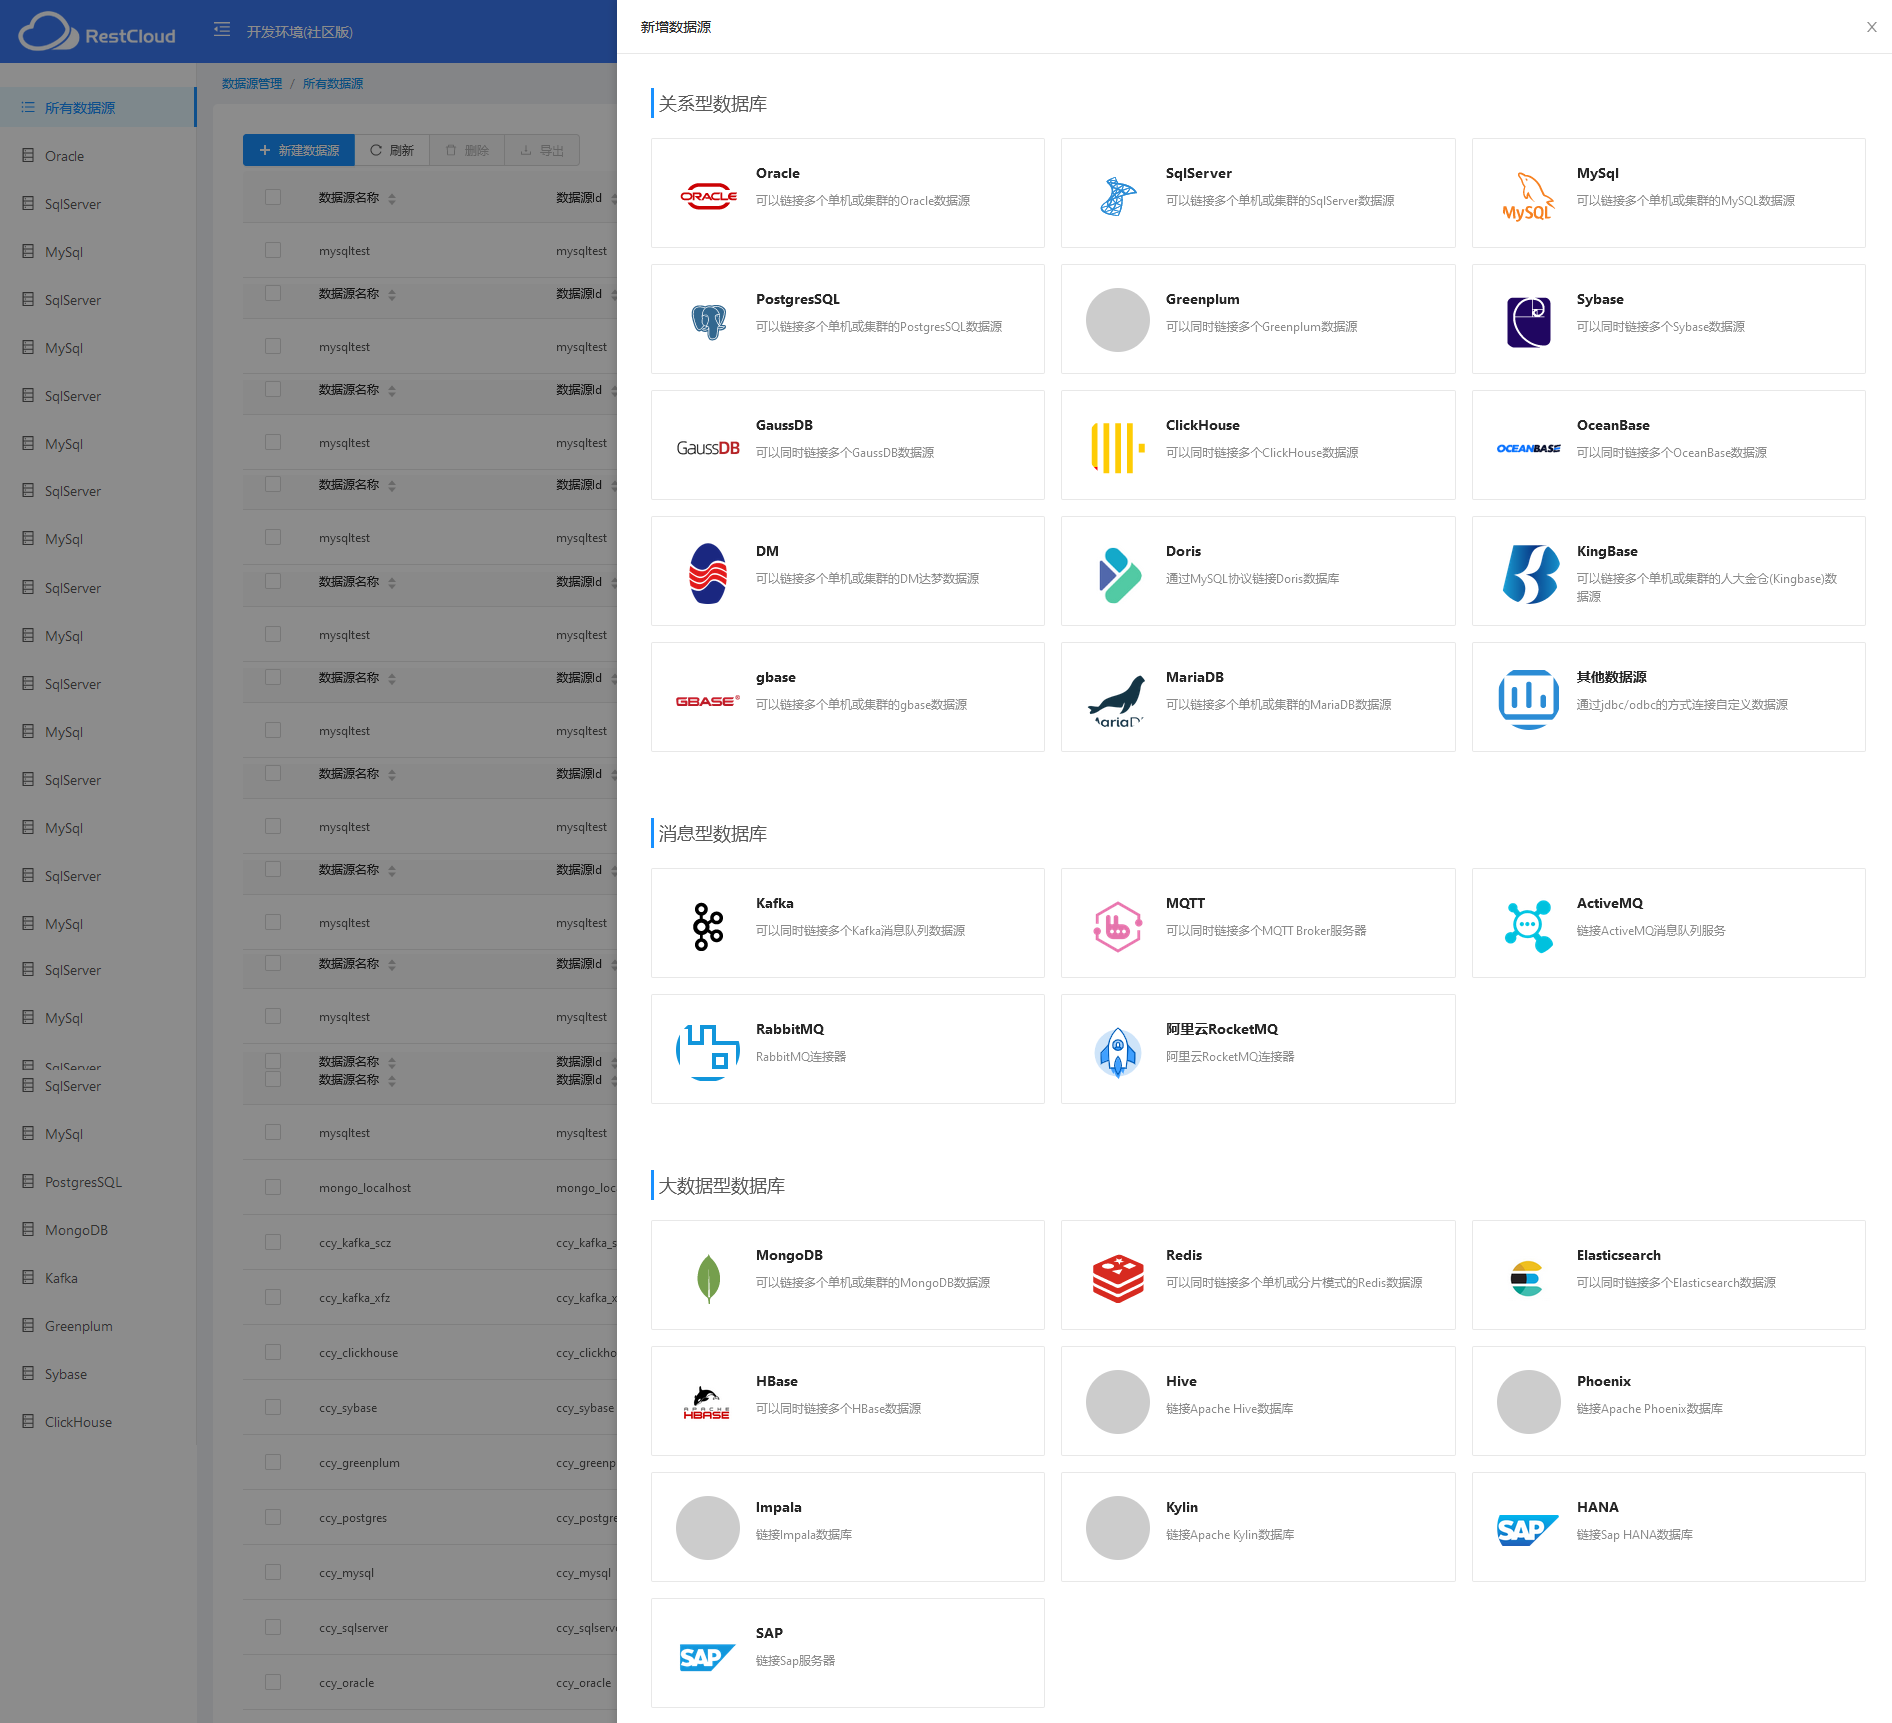 RestCloud
开发环境(社区版)
数据源管理 / 所有数据源
所有数据源
Oracle
SqlServer
MySql
SqlServer
MySql
SqlServer
MySql
SqlServer
MySql
SqlServer
MySql
SqlServer
MySql
SqlServer
MySql
SqlServer
MySql
SqlServer
MySql
SqlServer
SqlServer
MySql
PostgresSQL
MongoDB
Kafka
Greenplum
Sybase
ClickHouse
新建数据源 刷新 删除 导出
数据源名称 数据源Id
mysqltest mysqltest
数据源名称 数据源Id
mysqltest mysqltest
数据源名称 数据源Id
mysqltest mysqltest
数据源名称 数据源Id
mysqltest mysqltest
数据源名称 数据源Id
mysqltest mysqltest
数据源名称 数据源Id
mysqltest mysqltest
数据源名称 数据源Id
mysqltest mysqltest
数据源名称 数据源Id
mysqltest mysqltest
数据源名称 数据源Id
mysqltest mysqltest
数据源名称 数据源Id
数据源名称 数据源Id
mysqltest mysqltest
mongo_localhost mongo_loc
ccy_kafka_scz ccy_kafka_s
ccy_kafka_xfz ccy_kafka_x
ccy_clickhouse ccy_clickho
ccy_sybase ccy_sybase
ccy_greenplum ccy_greenp
ccy_postgres ccy_postgre
ccy_mysql ccy_mysql
ccy_sqlserver ccy_sqlserv
ccy_oracle ccy_oracle
新增数据源
关系型数据库
ORACLE
Oracle
可以链接多个单机或集群的Oracle数据源
SqlServer
可以链接多个单机或集群的SqlServer数据源
MySQL
MySql
可以链接多个单机或集群的MySQL数据源
PostgresSQL
可以链接多个单机或集群的PostgresSQL数据源
Greenplum
可以同时链接多个Greenplum数据源
Sybase
可以同时链接多个Sybase数据源
GaussDB
GaussDB
可以同时链接多个GaussDB数据源
ClickHouse
可以同时链接多个ClickHouse数据源
OCEANBASE
OceanBase
可以同时链接多个OceanBase数据源
DM
可以链接多个单机或集群的DM达梦数据源
Doris
通过MySQL协议链接Doris数据库
KingBase
可以链接多个单机或集群的人大金仓(Kingbase)数
据源
GBASE®
gbase
可以链接多个单机或集群的gbase数据源
MariaDB
MariaDB
可以链接多个单机或集群的MariaDB数据源
其他数据源
通过jdbc/odbc的方式连接自定义数据源
消息型数据库
Kafka
可以同时链接多个Kafka消息队列数据源
MQTT
可以同时链接多个MQTT Broker服务器
ActiveMQ
链接ActiveMQ消息队列服务
RabbitMQ
RabbitMQ连接器
阿里云RocketMQ
阿里云RocketMQ连接器
大数据型数据库
MongoDB
可以链接多个单机或集群的MongoDB数据源
Redis
可以同时链接多个单机或分片模式的Redis数据源
Elasticsearch
可以同时链接多个Elasticsearch数据源
APACHE
HBASE
HBase
可以同时链接多个HBase数据源
Hive
链接Apache Hive数据库
Phoenix
链接Apache Phoenix数据库
Impala
链接Impala数据库
Kylin
链接Apache Kylin数据库
SAP
HANA
链接Sap HANA数据库
SAP
SAP
链接Sap服务器